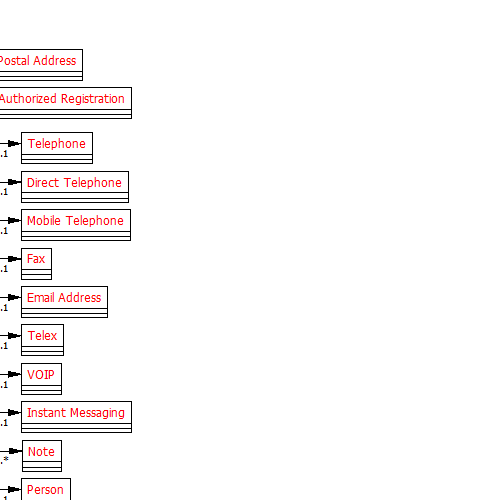 Postal Address
Authorized Registration
Telephone
.1
Direct Telephone
.1
Mobile Telephone
.1
Fax
.1
Email Address
.1
Telex
.1
VOIP
.1
Instant Messaging
.1
Note
.*
Person
.1